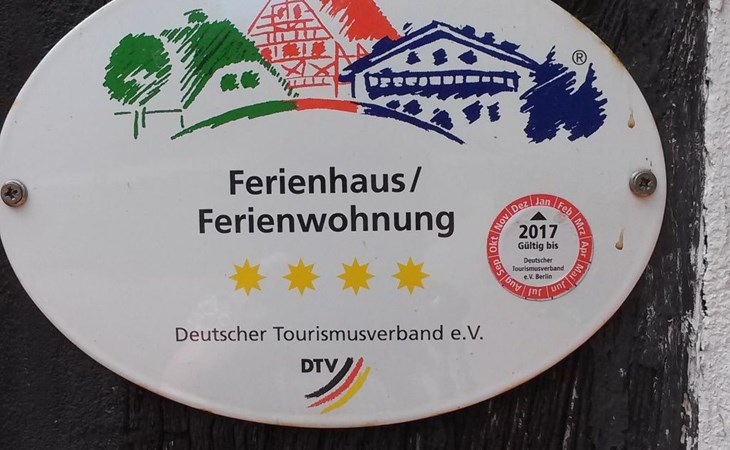 ®
Ferienhaus/
Ferienwohnung
Jan Feb Mrz Apr Mai Jun Jul Aug Sep Okt Nov Dez
2017
Gültig bis
Deutscher
Tourismusverband
e.V. Berlin
Deutscher Tourismusverband e.V.
DTV